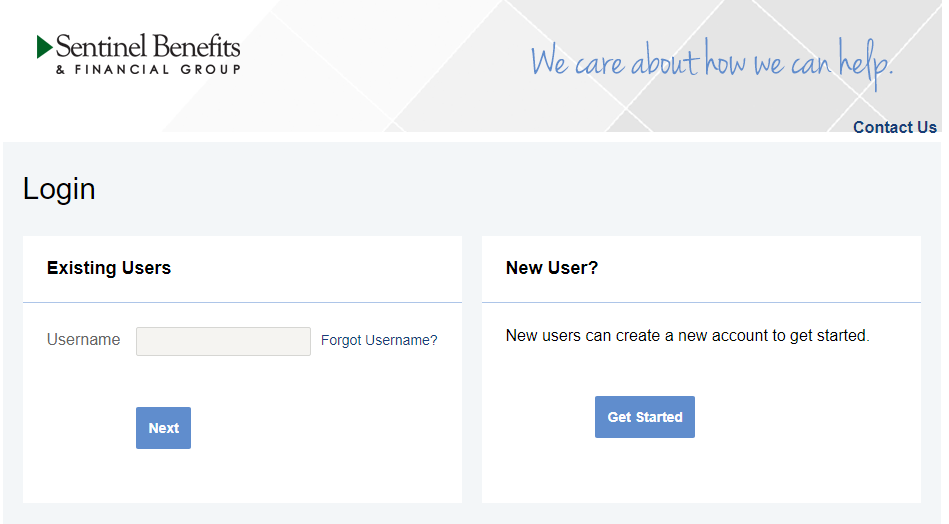 Sentinel Benefits
& FINANCIAL GROUP
We care about how we can help.
Contact Us
Login
Existing Users
Username
Forgot Username?
Next
New User?
New users can create a new account to get started.
Get Started